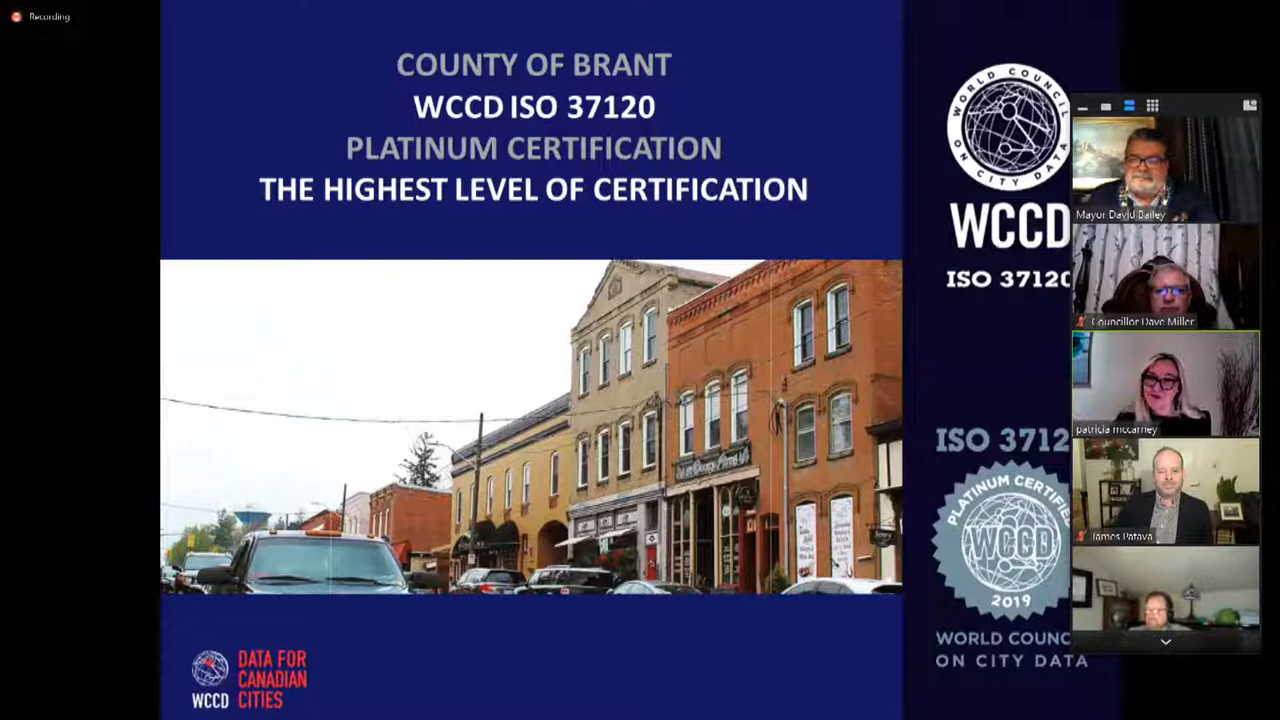 Recording
COUNTY OF BRANT
WCCD ISO 37120
PLATINUM CERTIFICATION
THE HIGHEST LEVEL OF CERTIFICATION
WORLD COUNCIL
ON CITY DATA
WCCD
ISO 37120
Mayor David Bailey
Councillor Dave Miller
patricia mccarney
James Patava
ISO 3712
PLATINUM CERTIFIE
WCCD
2019
WORLD COUNC
ON CITY DATA
WCCD
DATA FOR
CANADIAN
CITIES